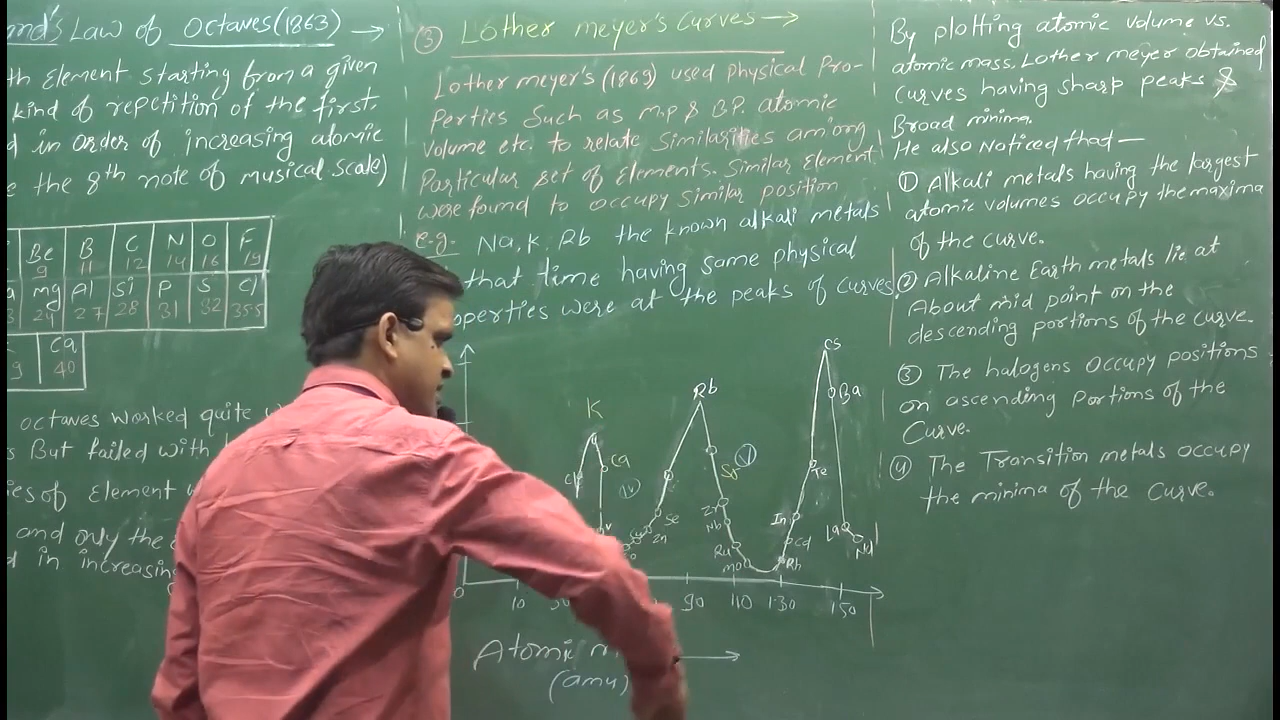 and's Law of Octaves (1863) →
th Element starting from a given
kind of repetition of the first.
d in order of increasing atomic
e the 8th note of musical scale)
Be B C N O F
9 11 12 14 16 19
mg Al Si P S Cl
24 27 28 31 32 35.5
Ca
9 40
octaves worked quite
But failed with
ies of Element
and only the
d in increasing
③ Lother meyer's Curves →
Lother meyer's (1869) used Physical Pro-
Perties Such as M.P & B.P. atomic
Volume etc. to relate Similarities among
Particular set of Elements. Similar Element
were found to occupy Similar position
e.g. Na, K, Rb the known alkali metals
that time having same physical
operties were at the peaks of curves.
K
Ca
IV
Rb
Sr
V
Zr
Nb
Ru
mo
Se
Zn
Cs
Ba
Te
In
Cd
Rh
La
Nd
0 10 90 110 130 150
Atomic m
(amu)
By plotting atomic volume vs.
atomic mass. Lother meyer obtained
Curves having sharp peaks &
Broad minima.
He also Noticed that —
① Alkali metals having the largest
atomic volumes occupy the maxima
of the curve.
② Alkaline Earth metals lie at
About mid point on the
descending portions of the curve.
③ The halogens occupy positions
on ascending portions of the
Curve.
④ The Transition metals occupy
the minima of the curve.